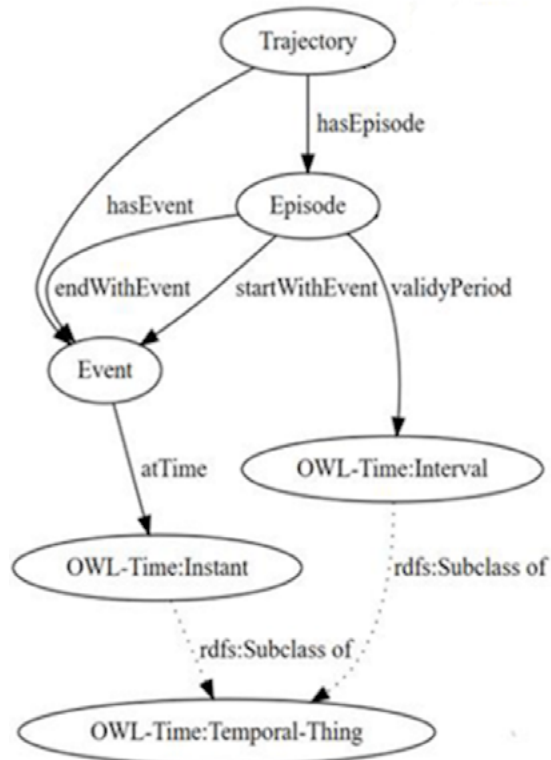 Trajectory
hasEpisode
hasEvent
Episode
endWithEvent
startWithEvent
validyPeriod
Event
atTime
OWL-Time:Interval
OWL-Time:Instant
rdfs:Subclass of
rdfs:Subclass of
OWL-Time:Temporal-Thing